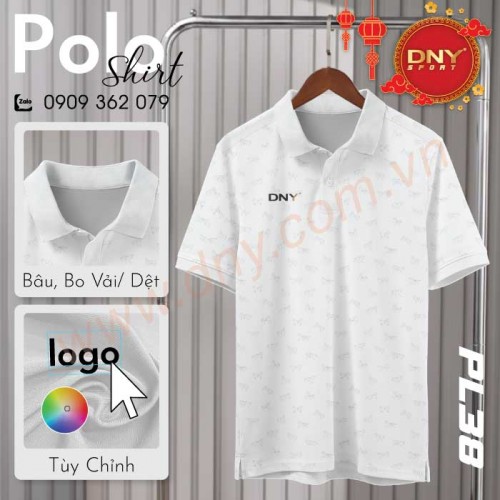 Polo
Shirt
Zalo 0909 362 079
DNY
SPORT
DNY
Bâu, Bo Vải/ Dệt
logo
Tùy Chỉnh
www.dny.com.vn
PL38